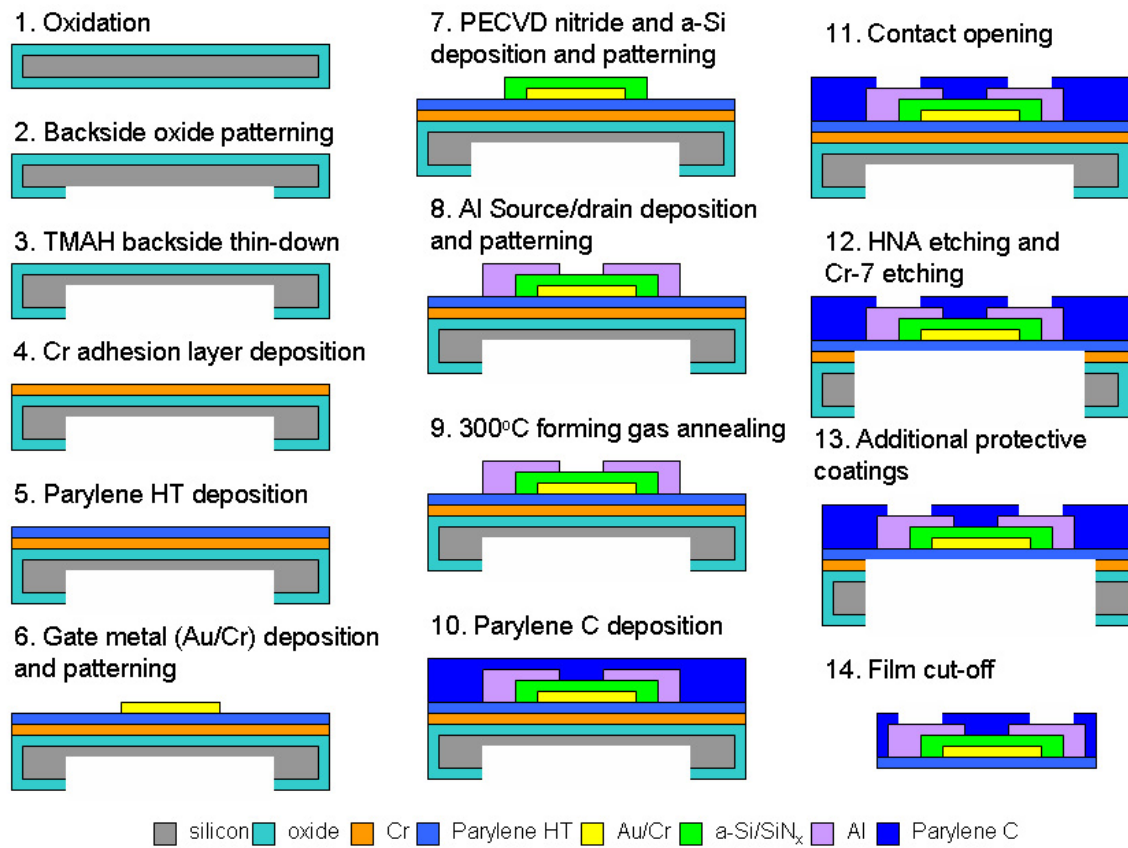 1. Oxidation
2. Backside oxide patterning
3. TMAH backside thin-down
4. Cr adhesion layer deposition
5. Parylene HT deposition
6. Gate metal (Au/Cr) deposition
and patterning
7. PECVD nitride and a-Si
deposition and patterning
8. Al Source/drain deposition
and patterning
9. 300°C forming gas annealing
10. Parylene C deposition
11. Contact opening
12. HNA etching and
Cr-7 etching
13. Additional protective
coatings
14. Film cut-off
silicon oxide Cr Parylene HT Au/Cr a-Si/SiNx Al Parylene C